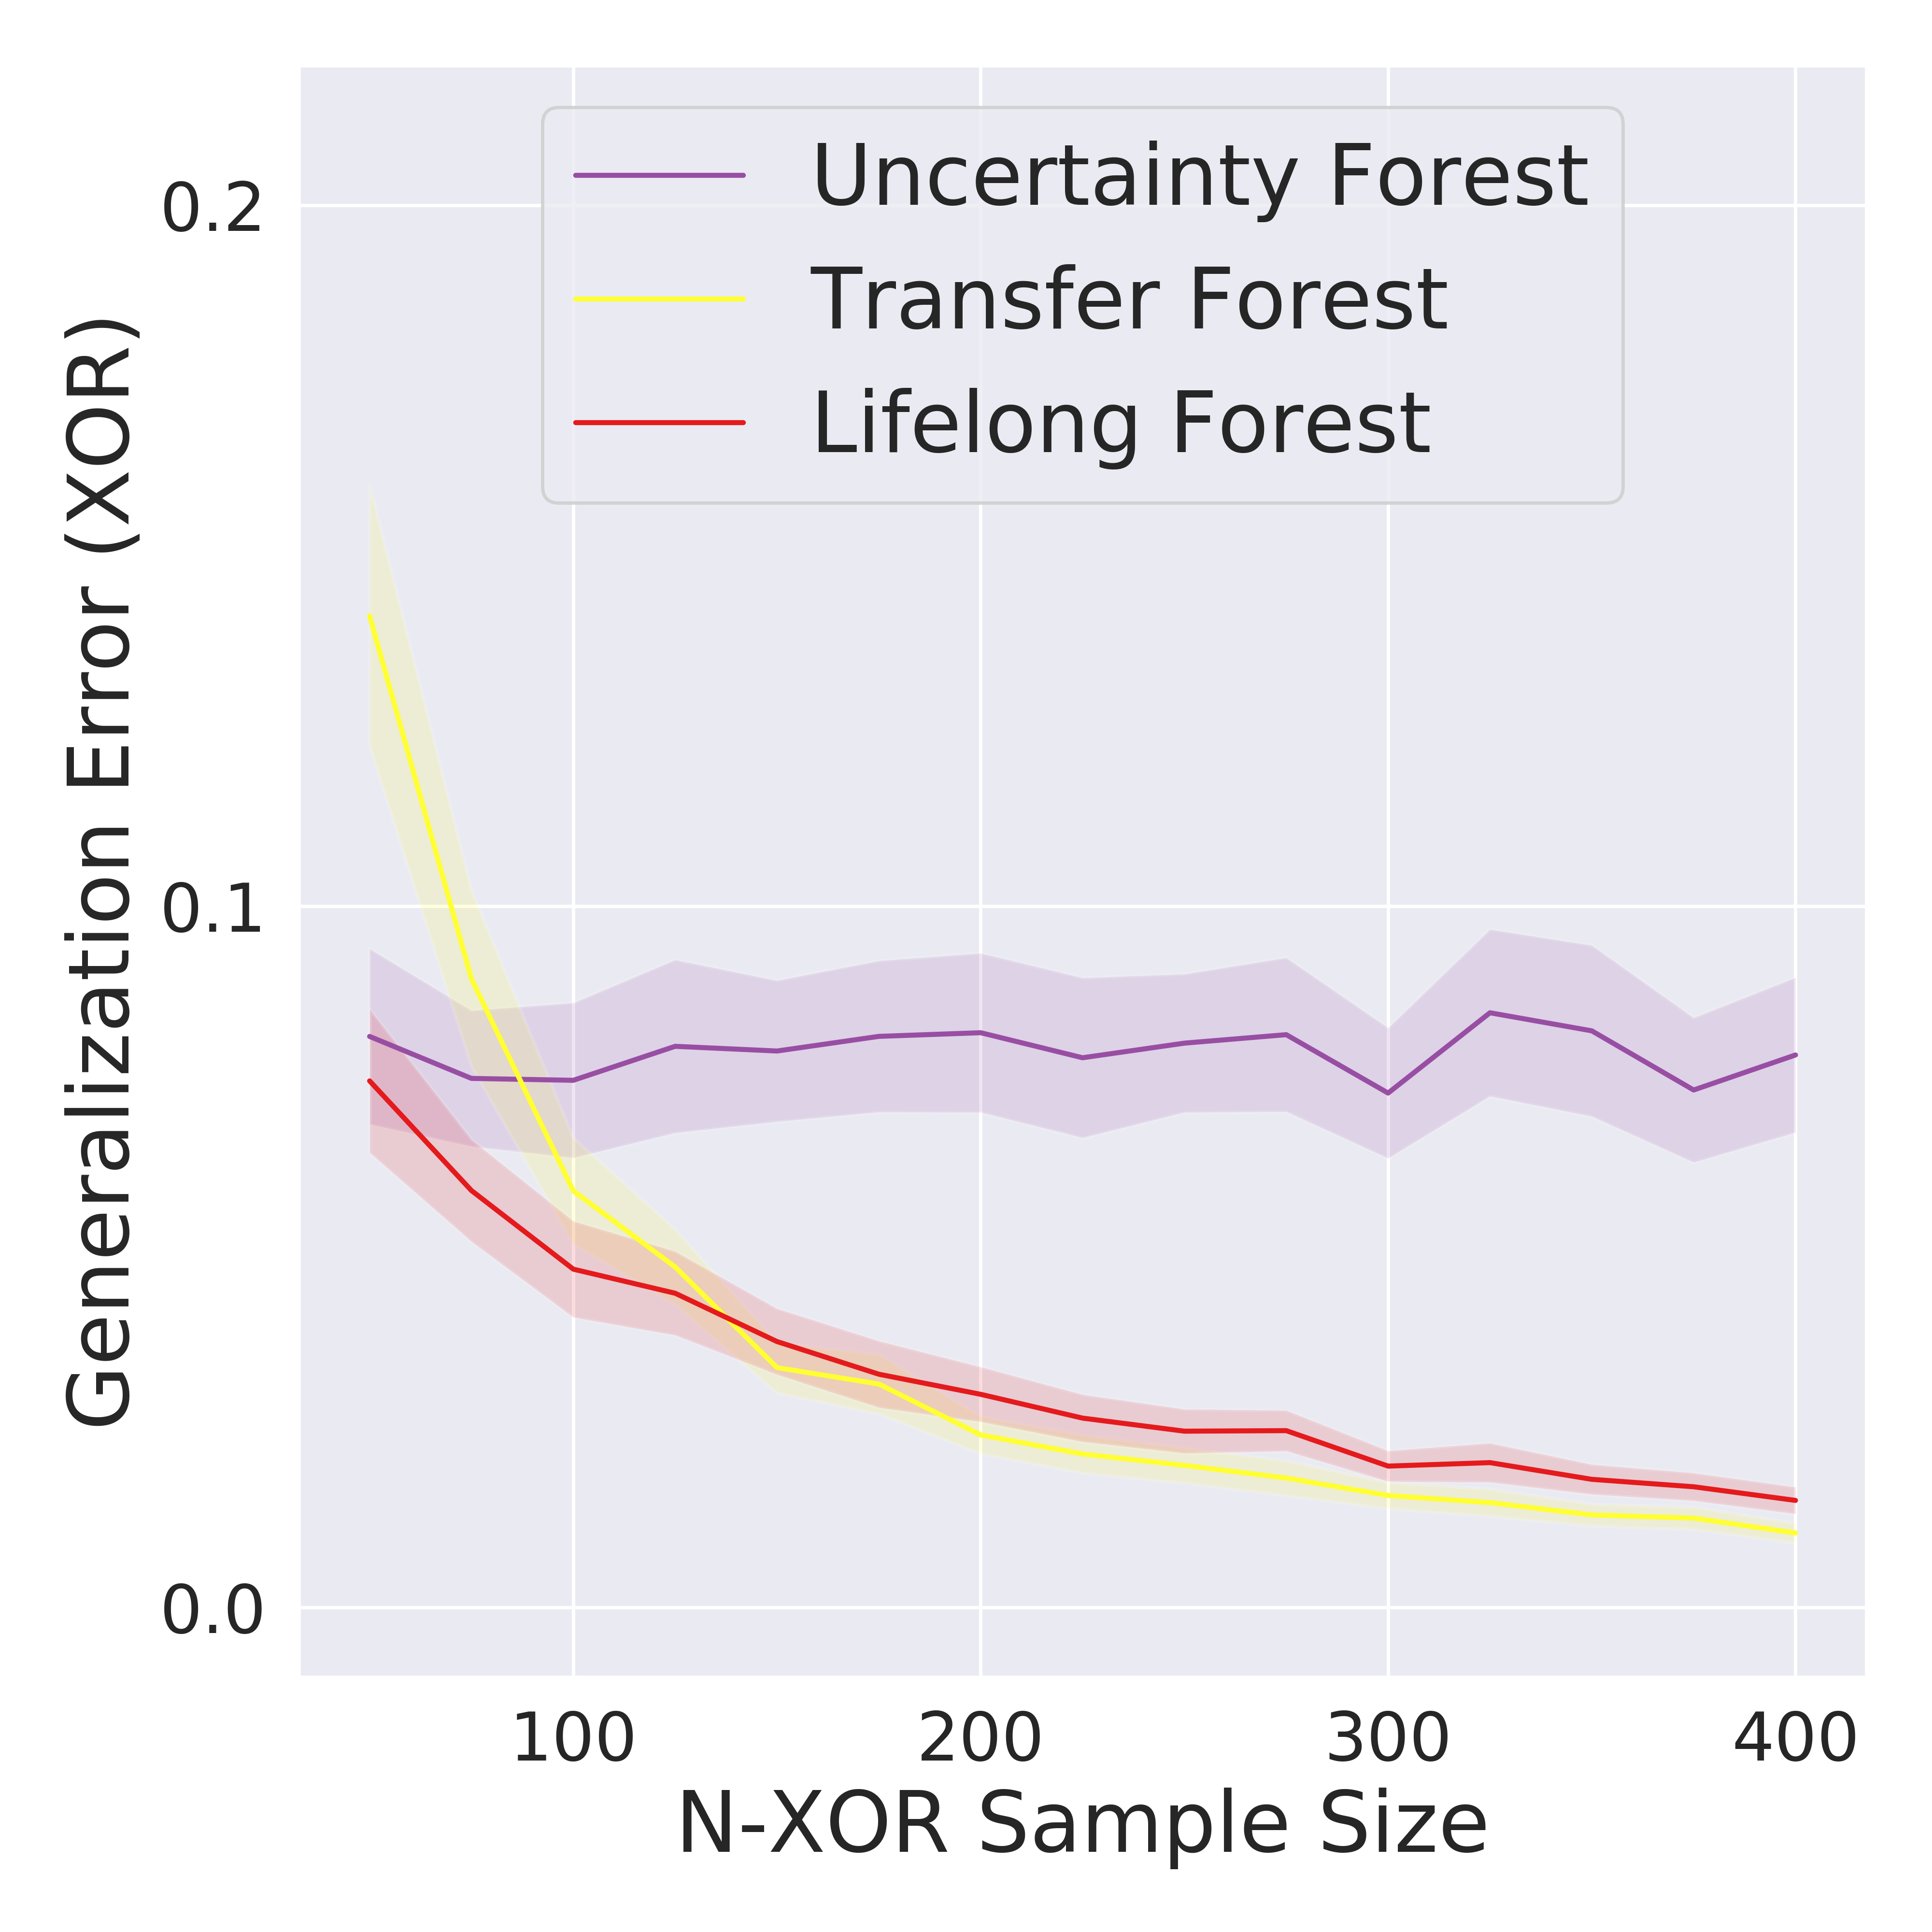 Uncertainty Forest
Transfer Forest
Lifelong Forest
Generalization Error (XOR)
0.2
0.1
0.0
100 200 300 400
N-XOR Sample Size